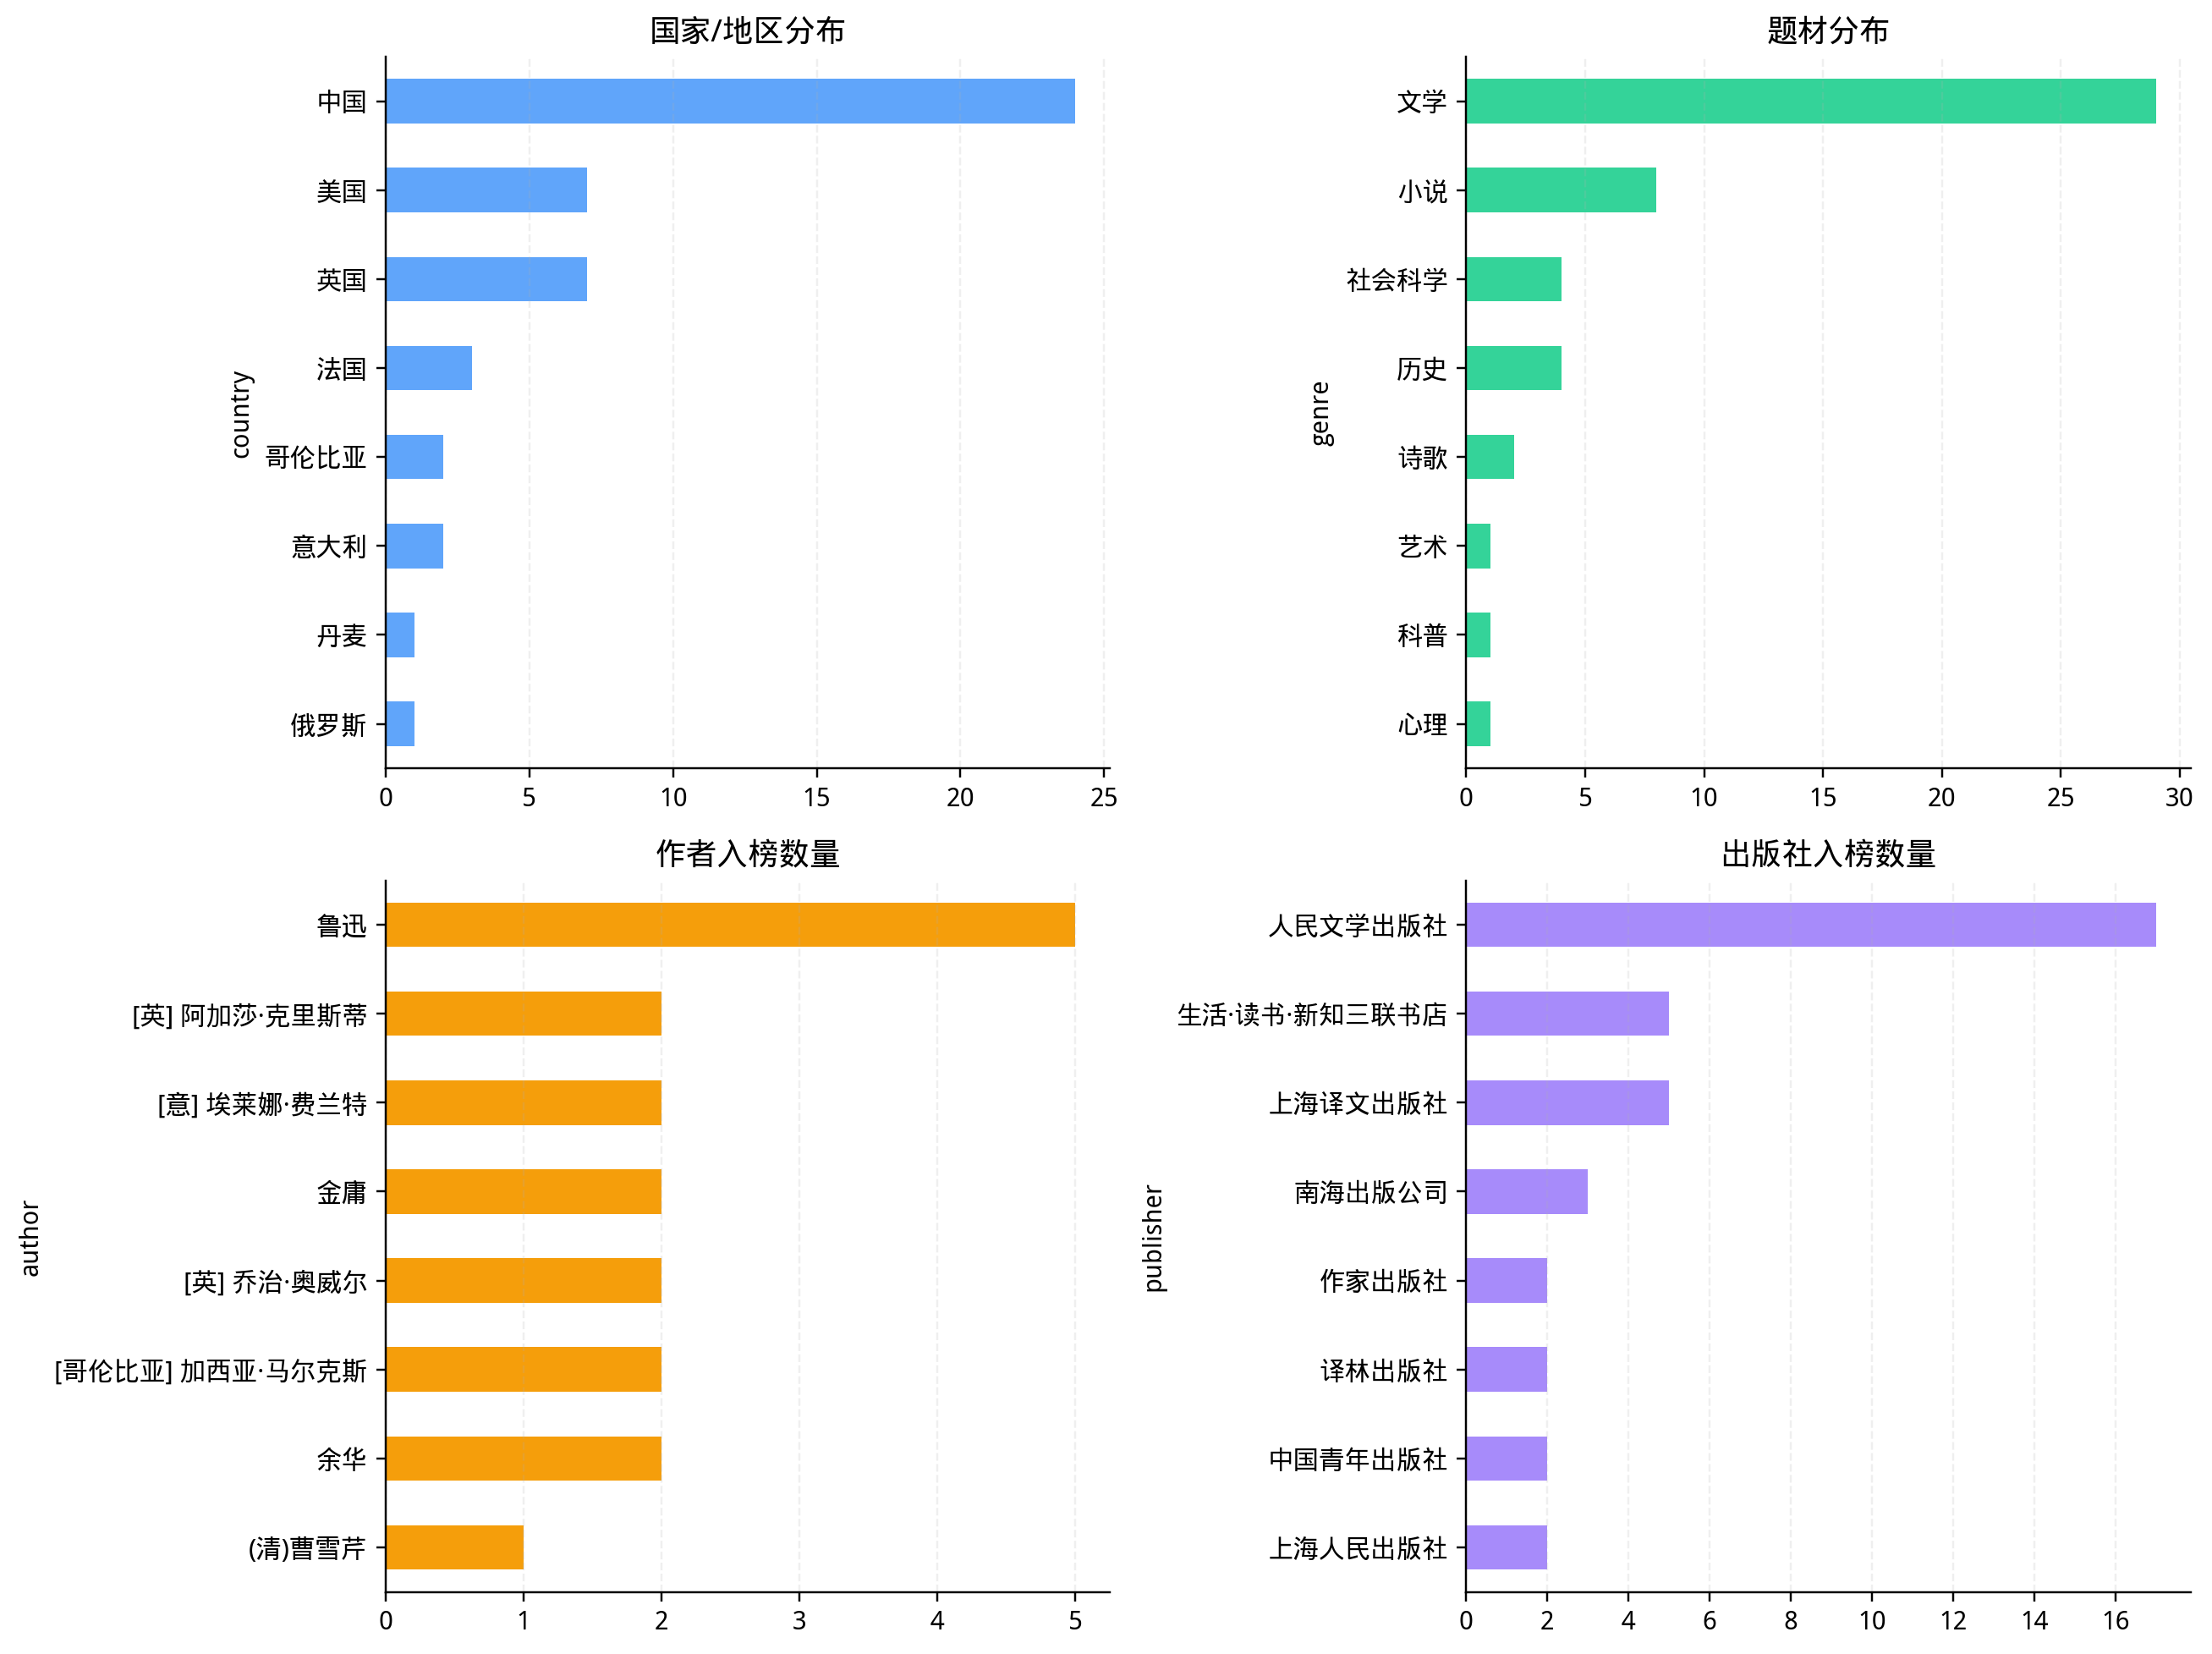 国家/地区分布
country
中国
美国
英国
法国
哥伦比亚
意大利
丹麦
俄罗斯
0 5 10 15 20 25
题材分布
genre
文学
小说
社会科学
历史
诗歌
艺术
科普
心理
0 5 10 15 20 25 30
作者入榜数量
author
鲁迅
[英] 阿加莎·克里斯蒂
[意] 埃莱娜·费兰特
金庸
[英] 乔治·奥威尔
[哥伦比亚] 加西亚·马尔克斯
余华
(清)曹雪芹
0 1 2 3 4 5
出版社入榜数量
publisher
人民文学出版社
生活·读书·新知三联书店
上海译文出版社
南海出版公司
作家出版社
译林出版社
中国青年出版社
上海人民出版社
0 2 4 6 8 10 12 14 16